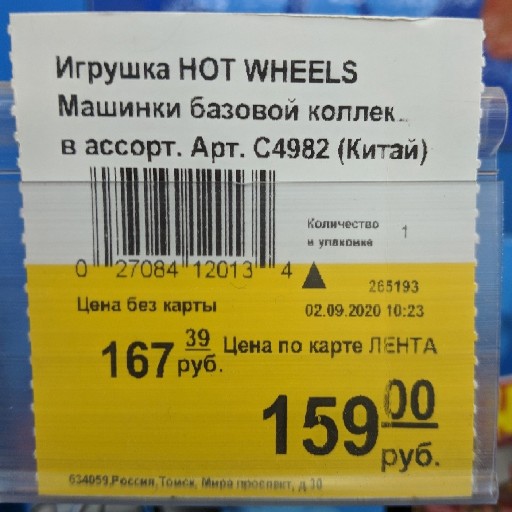 Игрушка HOT WHEELS
Машинки базовой коллек
в ассорт. Арт. C4982 (Китай)
Количество
в упаковке 1
0 27084 12013 4
265193
Цена без карты
02.09.2020 10:23
167 39 руб.
Цена по карте ЛЕНТА
159 00 руб.
634059,Россия,Томск, Мира проспект, д.30